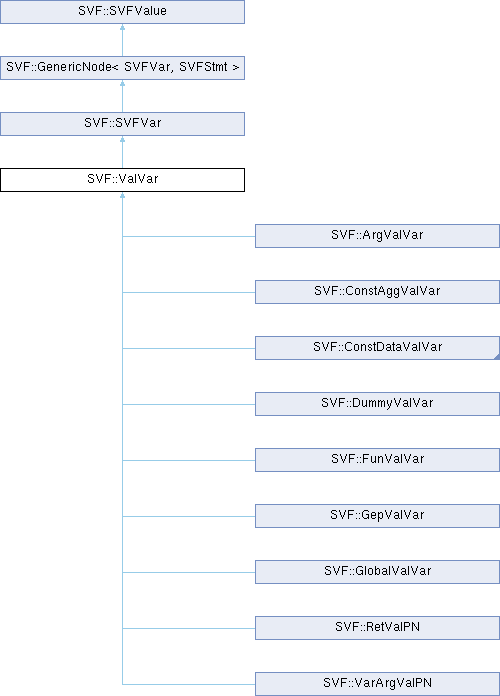 SVF::SVFValue
SVF::GenericNode< SVFVar, SVFStmt >
SVF::SVFVar
SVF::ValVar
SVF::ArgValVar
SVF::ConstAggValVar
SVF::ConstDataValVar
SVF::DummyValVar
SVF::FunValVar
SVF::GepValVar
SVF::GlobalValVar
SVF::RetValPN
SVF::VarArgValPN